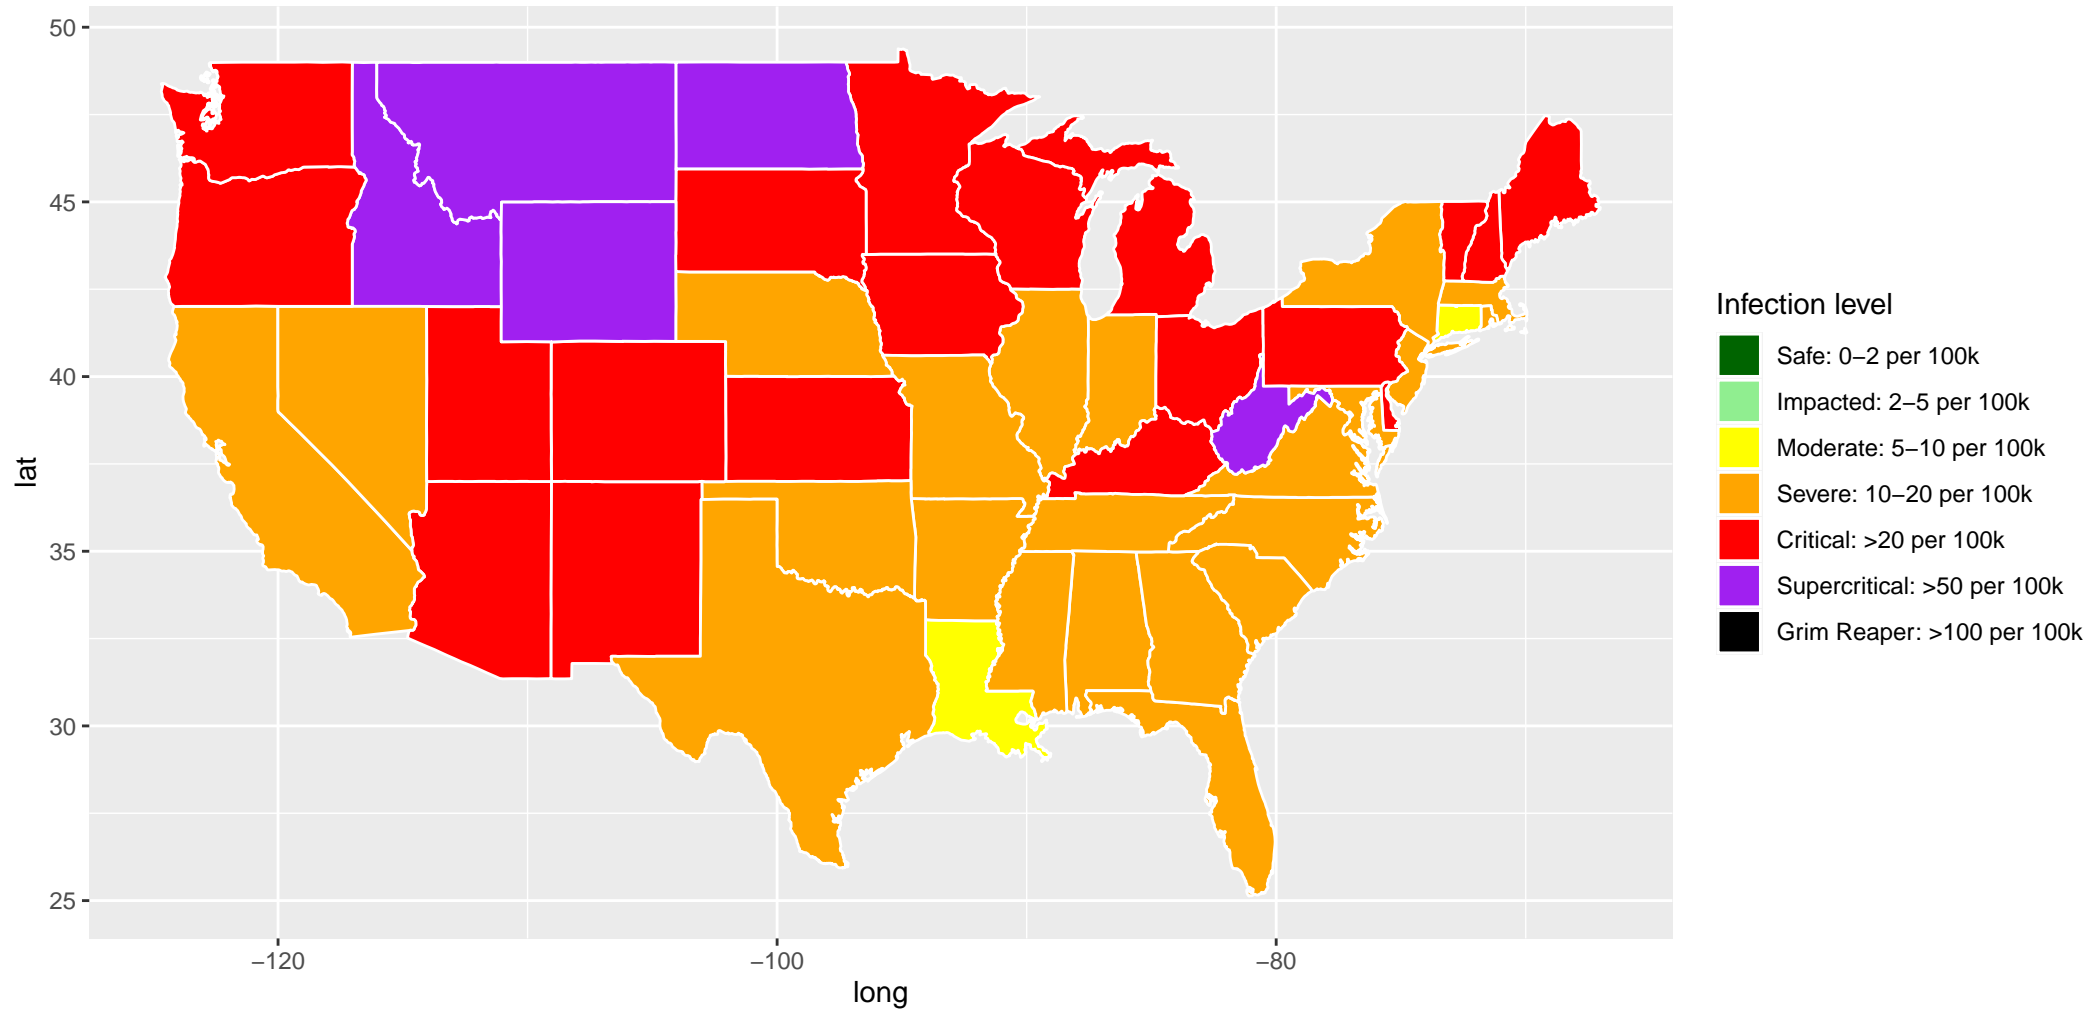 50
45
40
35
30
25
lat
−120
−100
−80
long
Infection level
Safe: 0−2 per 100k
Impacted: 2−5 per 100k
Moderate: 5−10 per 100k
Severe: 10−20 per 100k
Critical: >20 per 100k
Supercritical: >50 per 100k
Grim Reaper: >100 per 100k